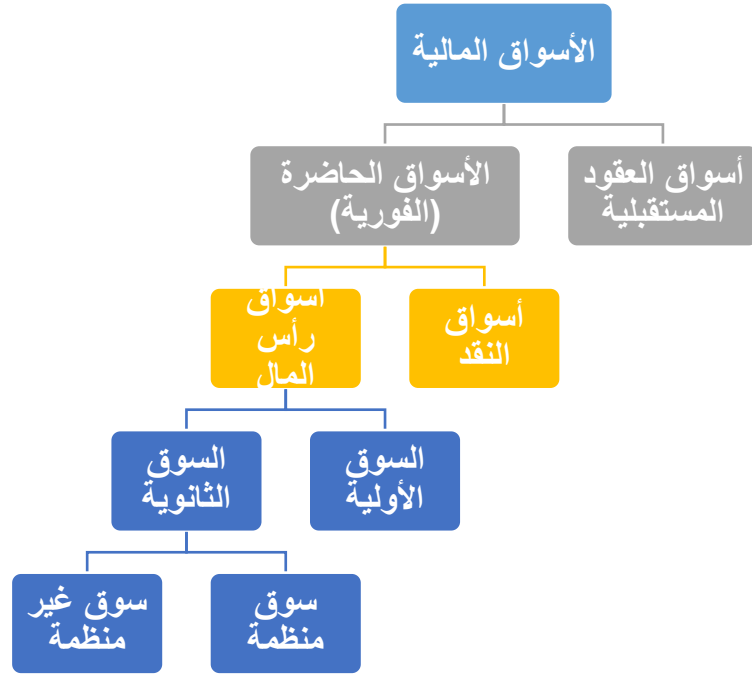 الأسواق المالية
أسواق العقود
المستقبلية
الأسواق الحاضرة
(الفورية)
أسواق
النقد
أسواق
رأس
المال
السوق
الأولية
السوق
الثانوية
سوق
منظمة
سوق غير
منظمة